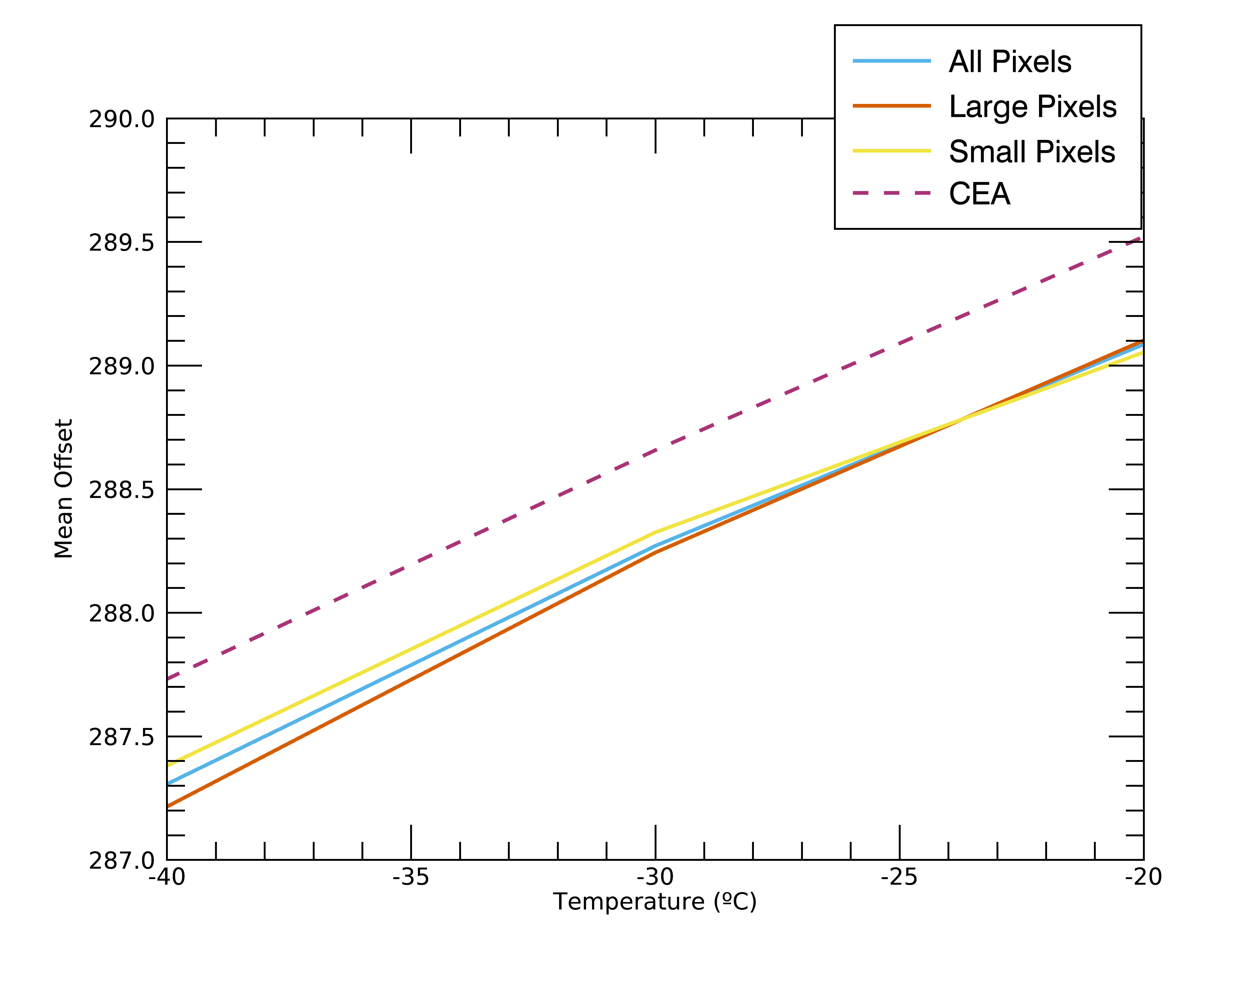 All Pixels
Large Pixels
Small Pixels
CEA
290.0
289.5
289.0
288.5
288.0
287.5
287.0
Mean Offset
-40 -35 -30 -25 -20
Temperature (ºC)